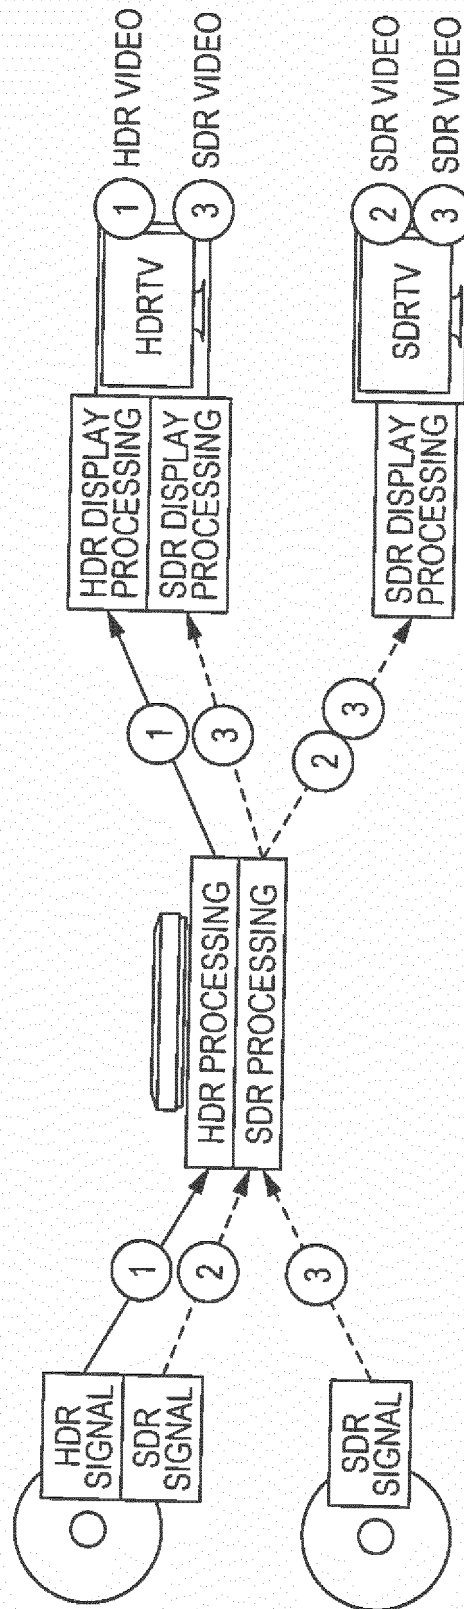 HDR
SIGNAL
SDR
SIGNAL
SDR
SIGNAL
1
2
3
HDR PROCESSING
SDR PROCESSING
1
3
2
3
HDR DISPLAY
PROCESSING
SDR DISPLAY
PROCESSING
SDR DISPLAY
PROCESSING
HDRTV
SDRTV
1
HDR VIDEO
3
SDR VIDEO
2
SDR VIDEO
3
SDR VIDEO